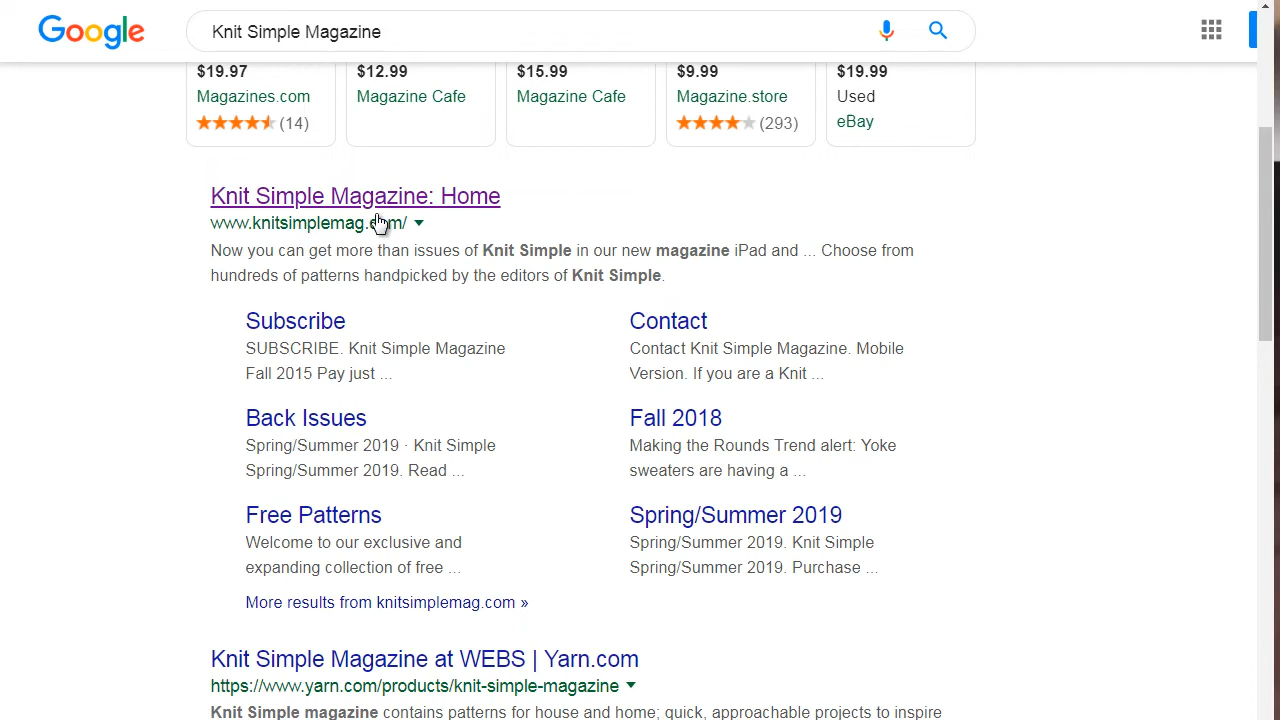 Google
Knit Simple Magazine
$19.97
Magazines.com
(14)
$12.99
Magazine Cafe
$15.99
Magazine Cafe
$9.99
Magazine.store
(293)
$19.99
Used
eBay
Knit Simple Magazine: Home
www.knitsimplemag.com/
Now you can get more than issues of Knit Simple in our new magazine iPad and ... Choose from
hundreds of patterns handpicked by the editors of Knit Simple.
Subscribe
SUBSCRIBE. Knit Simple Magazine
Fall 2015 Pay just ...
Contact
Contact Knit Simple Magazine. Mobile
Version. If you are a Knit ...
Back Issues
Spring/Summer 2019 · Knit Simple
Spring/Summer 2019. Read ...
Fall 2018
Making the Rounds Trend alert: Yoke
sweaters are having a ...
Free Patterns
Welcome to our exclusive and
expanding collection of free ...
Spring/Summer 2019
Spring/Summer 2019. Knit Simple
Spring/Summer 2019. Purchase ...
More results from knitsimplemag.com »
Knit Simple Magazine at WEBS | Yarn.com
https://www.yarn.com/products/knit-simple-magazine
Knit Simple magazine contains patterns for house and home; quick, approachable projects to inspire